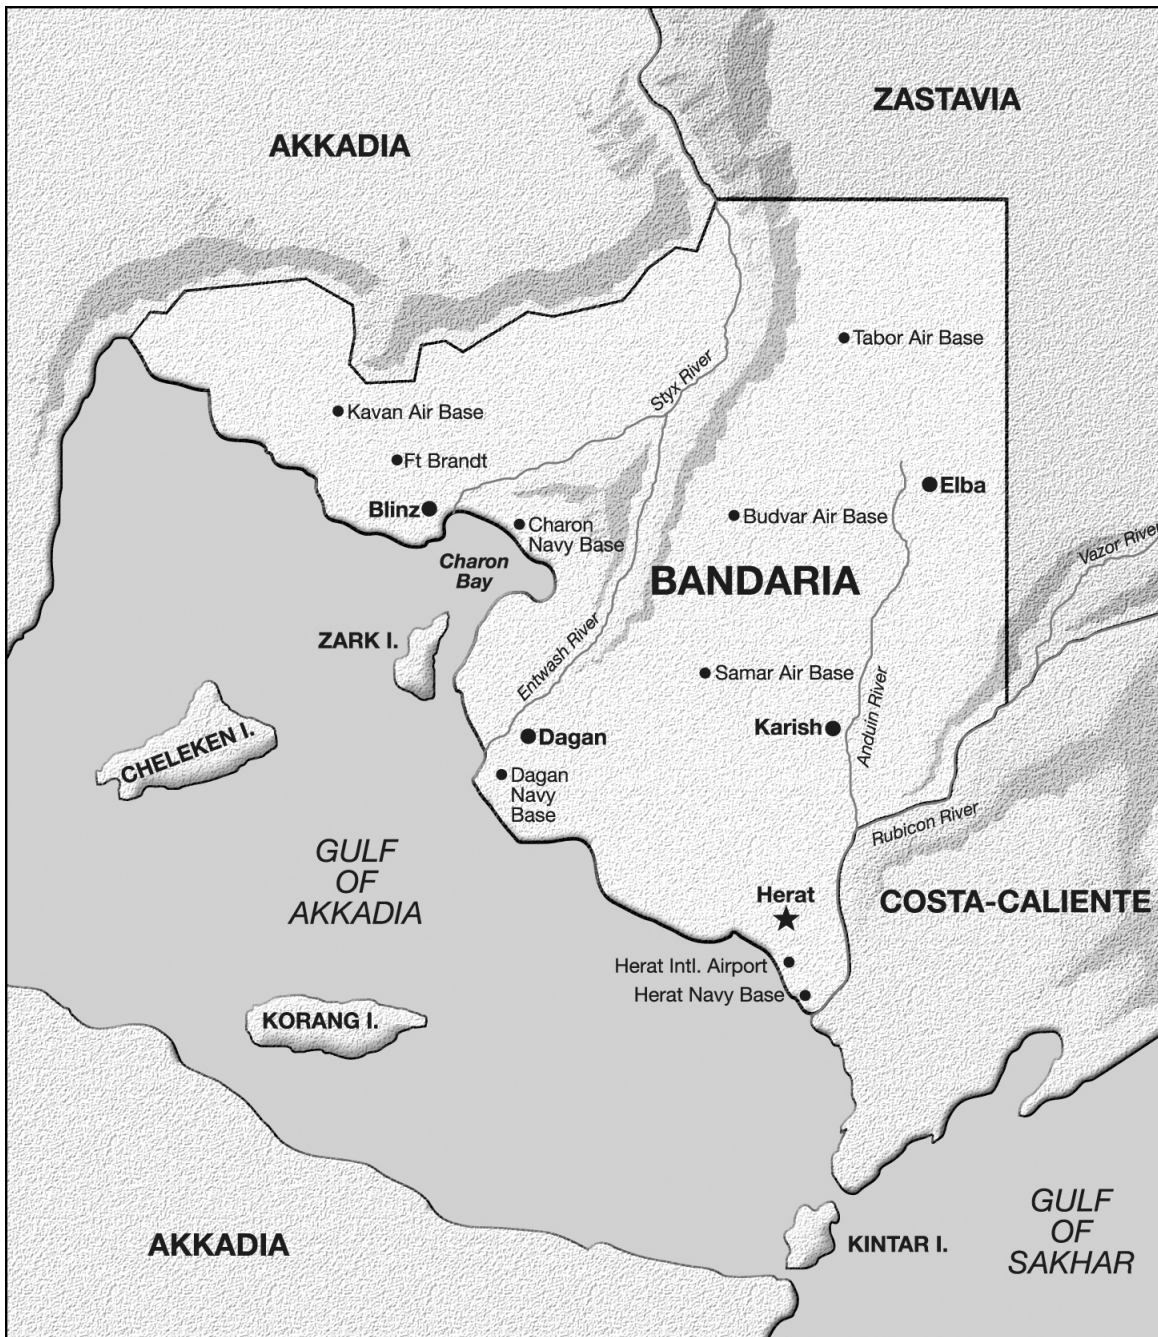 ZASTAVIA
AKKADIA
Tabor Air Base
Styx River
Kavan Air Base
Ft Brandt
Elba
Blinz
Budvar Air Base
Charon
Navy Base
Vazor River
Charon
Bay
BANDARIA
ZARK I.
Entwash River
Samar Air Base
Anduin River
Karish
Dagan
CHELEKEN I.
Dagan
Navy
Base
Rubicon River
GULF
OF
AKKADIA
Herat
COSTA-CALIENTE
Herat Intl. Airport
Herat Navy Base
KORANG I.
GULF
OF
SAKHAR
AKKADIA
KINTAR I.